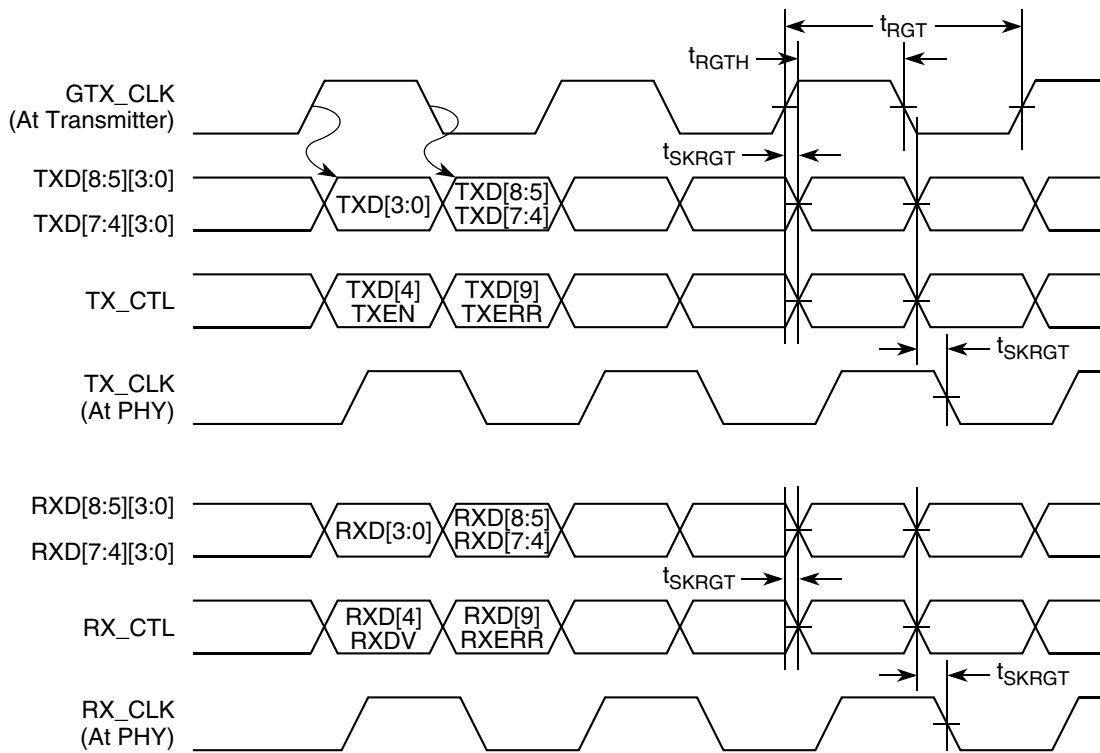 tRGT
tRGTH
GTX_CLK
(At Transmitter)
tSKRGT
TXD[8:5][3:0]
TXD[7:4][3:0]
TXD[3:0]
TXD[8:5]
TXD[7:4]
TX_CTL
TXD[4]
TXEN
TXD[9]
TXERR
tSKRGT
TX_CLK
(At PHY)
RXD[8:5][3:0]
RXD[7:4][3:0]
RXD[3:0]
RXD[8:5]
RXD[7:4]
tSKRGT
RX_CTL
RXD[4]
RXDV
RXD[9]
RXERR
tSKRGT
RX_CLK
(At PHY)